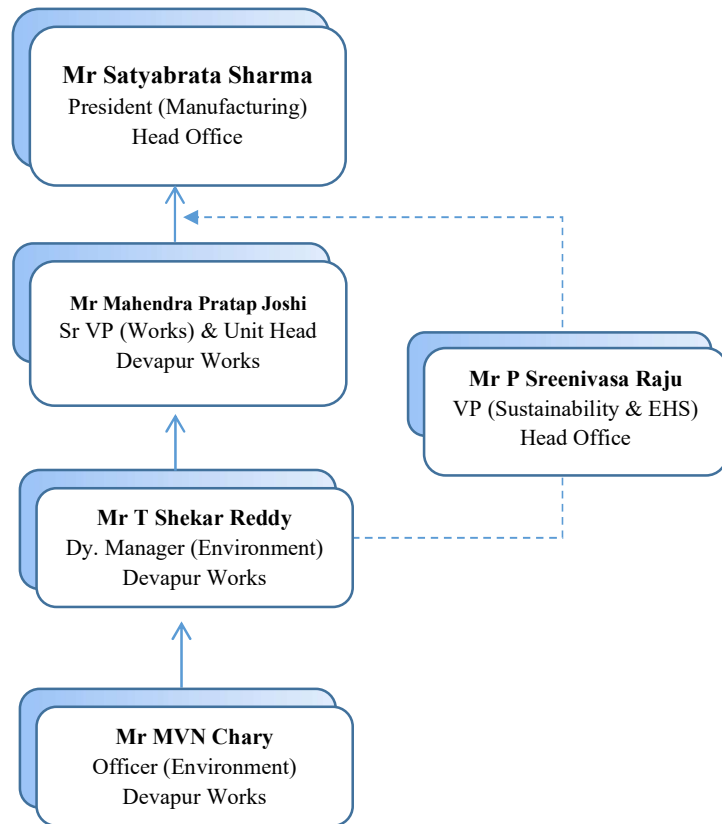 Mr Satyabrata Sharma
President (Manufacturing)
Head Office
Mr Mahendra Pratap Joshi
Sr VP (Works) & Unit Head
Devapur Works
Mr P Sreenivasa Raju
VP (Sustainability & EHS)
Head Office
Mr T Shekar Reddy
Dy. Manager (Environment)
Devapur Works
Mr MVN Chary
Officer (Environment)
Devapur Works